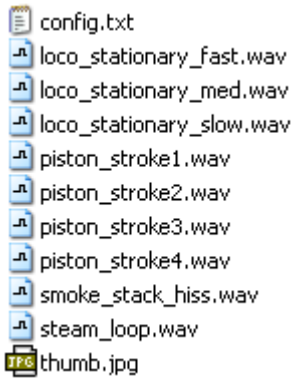 config.txt
loco_stationary_fast.wav
loco_stationary_med.wav
loco_stationary_slow.wav
piston_stroke1.wav
piston_stroke2.wav
piston_stroke3.wav
piston_stroke4.wav
smoke_stack_hiss.wav
steam_loop.wav
JPG thumb.jpg